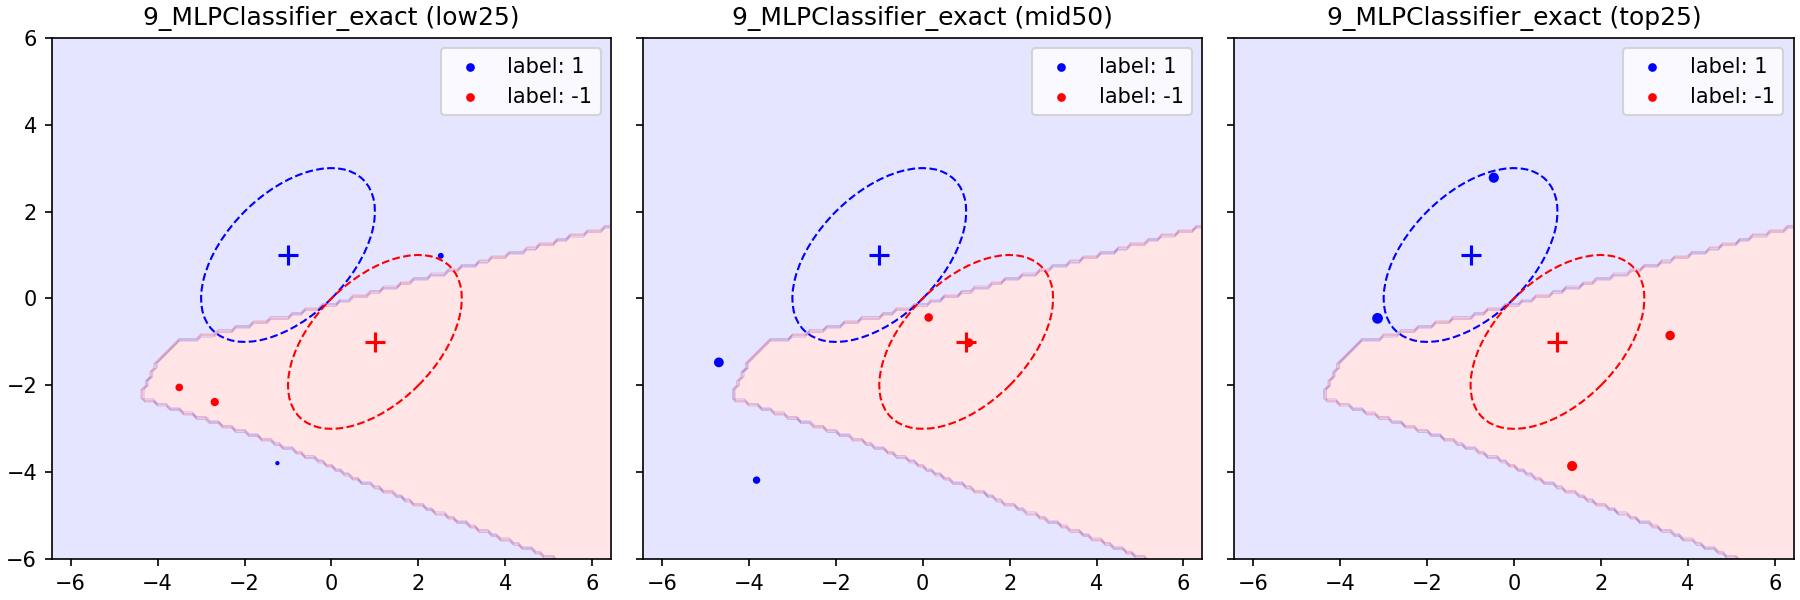 9_MLPClassifier_exact (low25)
9_MLPClassifier_exact (mid50)
9_MLPClassifier_exact (top25)
label: 1
label: -1
label: 1
label: -1
label: 1
label: -1
6
4
2
0
−2
−4
−6
−6 −4 −2 0 2 4 6
−6 −4 −2 0 2 4 6
−6 −4 −2 0 2 4 6